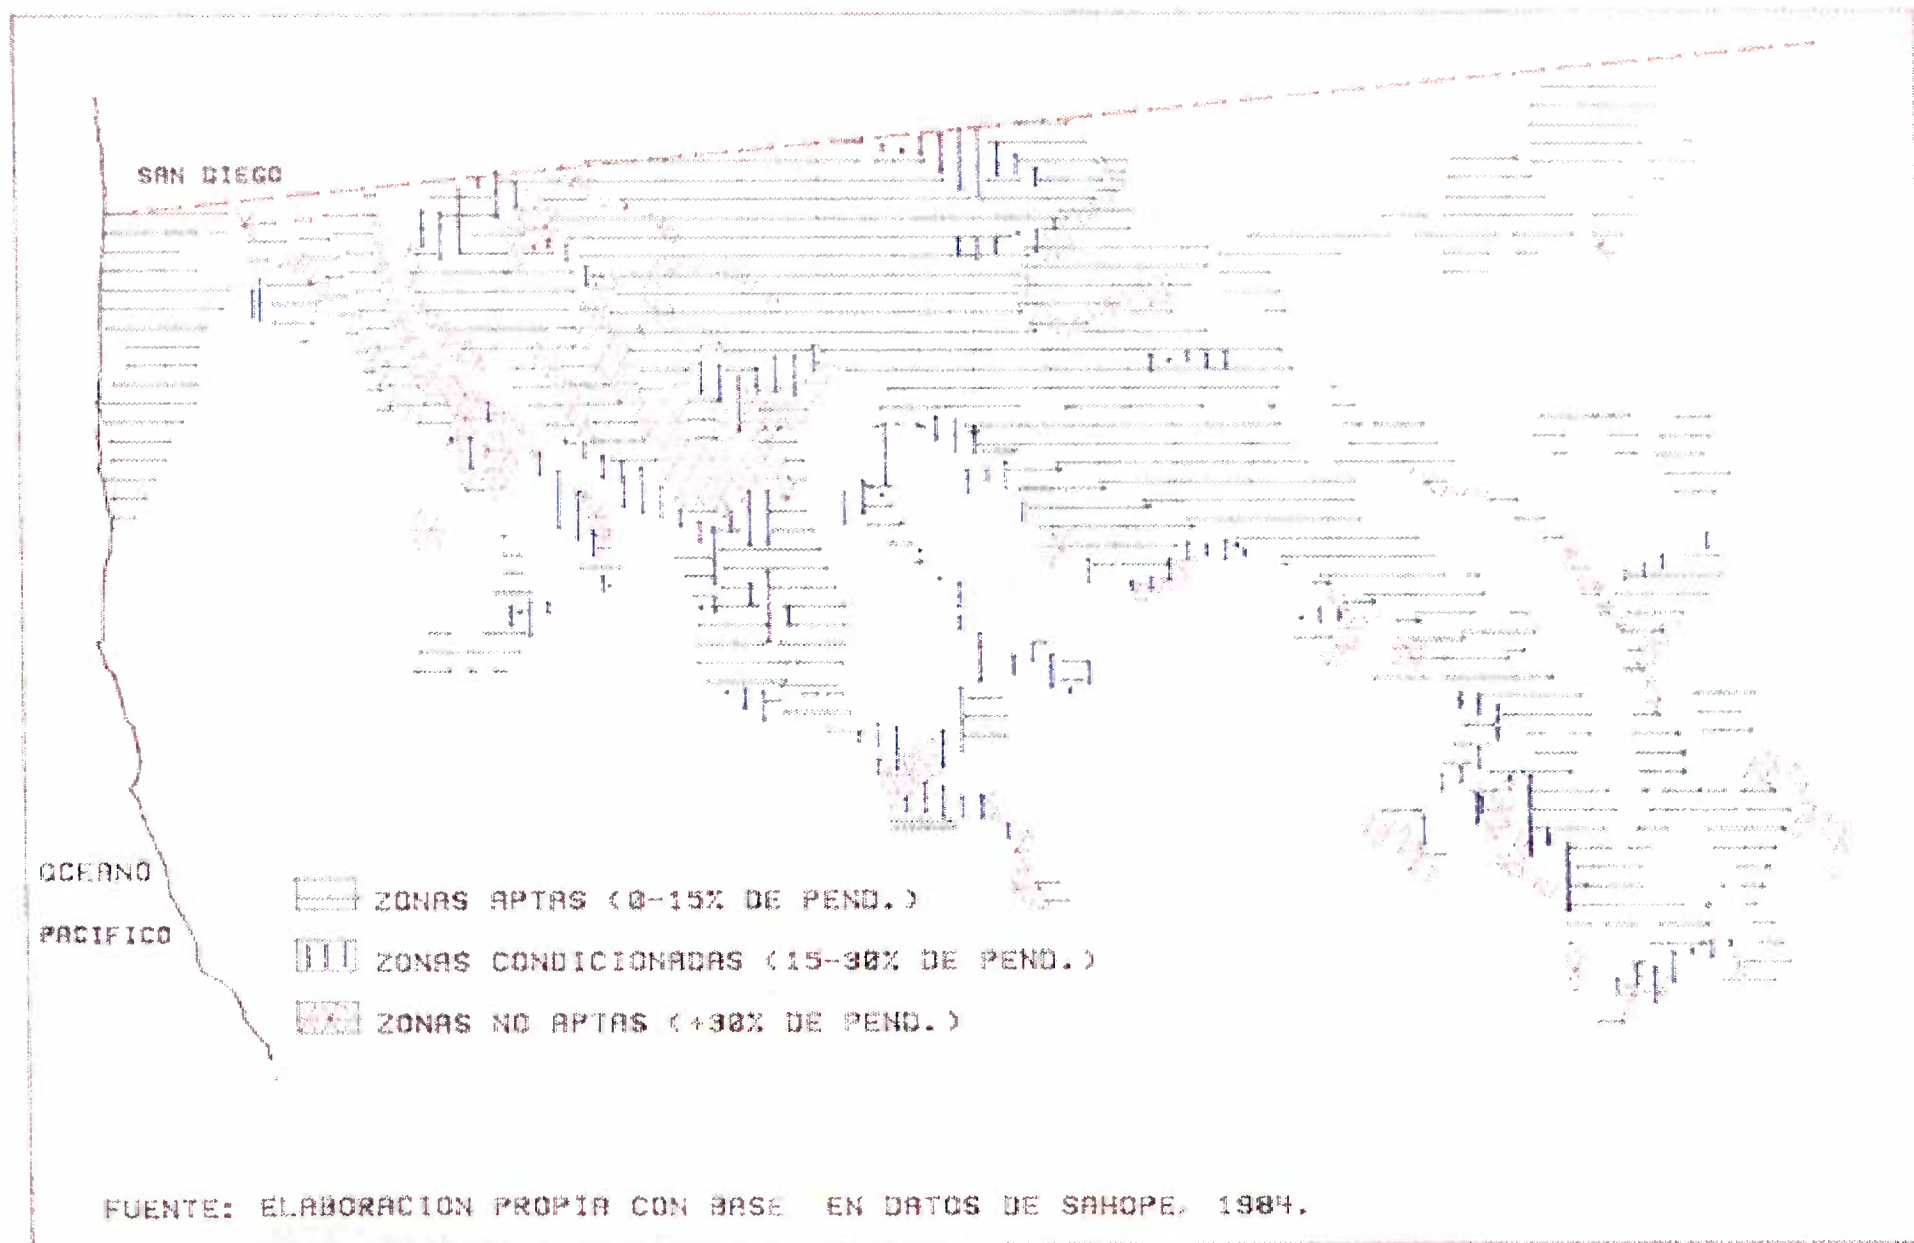 SAN DIEGO
OCEANO
PACIFICO
ZONAS APTAS (0-15% DE PEND.)
ZONAS CONDICIONADAS (15-30% DE PEND.)
ZONAS NO APTAS (+30% DE PEND.)
FUENTE: ELABORACION PROPIA CON BASE EN DATOS DE SAHOPE, 1984.